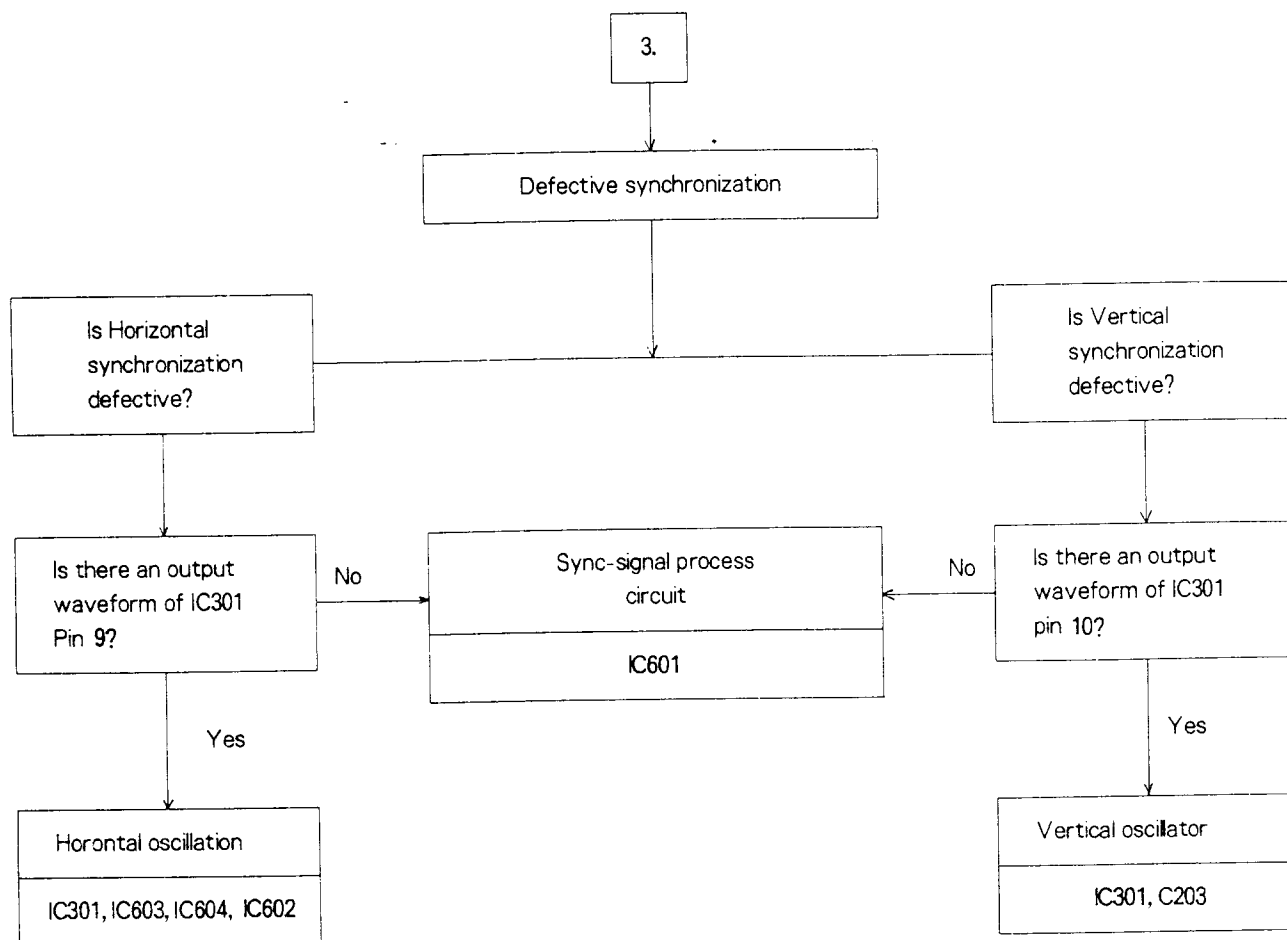 3.
Defective synchronization
Is Horizontal
synchronization
defective?
Is Vertical
synchronization
defective?
Is there an output
waveform of IC301
Pin 9?
No
Sync-signal process
circuit
IC601
No
Is there an output
waveform of IC301
pin 10?
Yes
Yes
Horontal oscillation
IC301, IC603, IC604, IC602
Vertical oscillator
IC301, C203